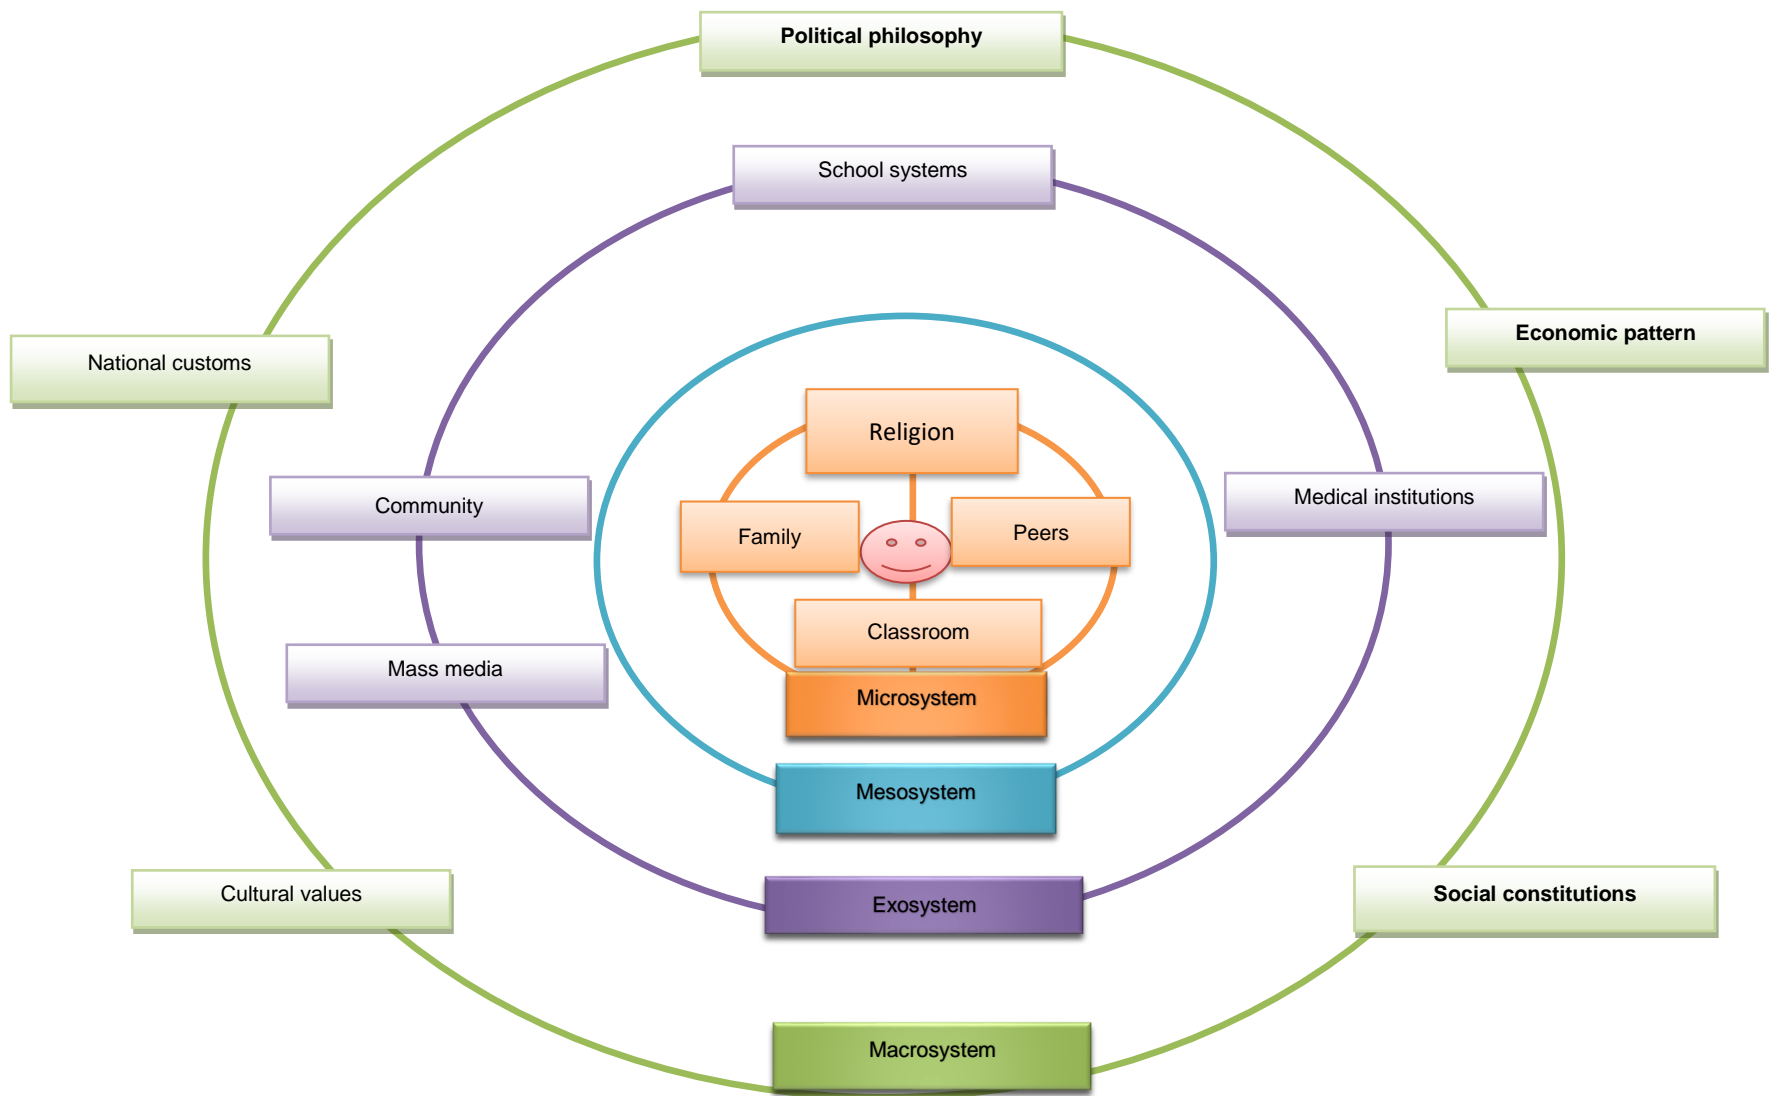 Political philosophy
School systems
Economic pattern
National customs
Religion
Community
Medical institutions
Family
Peers
Classroom
Mass media
Microsystem
Mesosystem
Cultural values
Social constitutions
Exosystem
Macrosystem